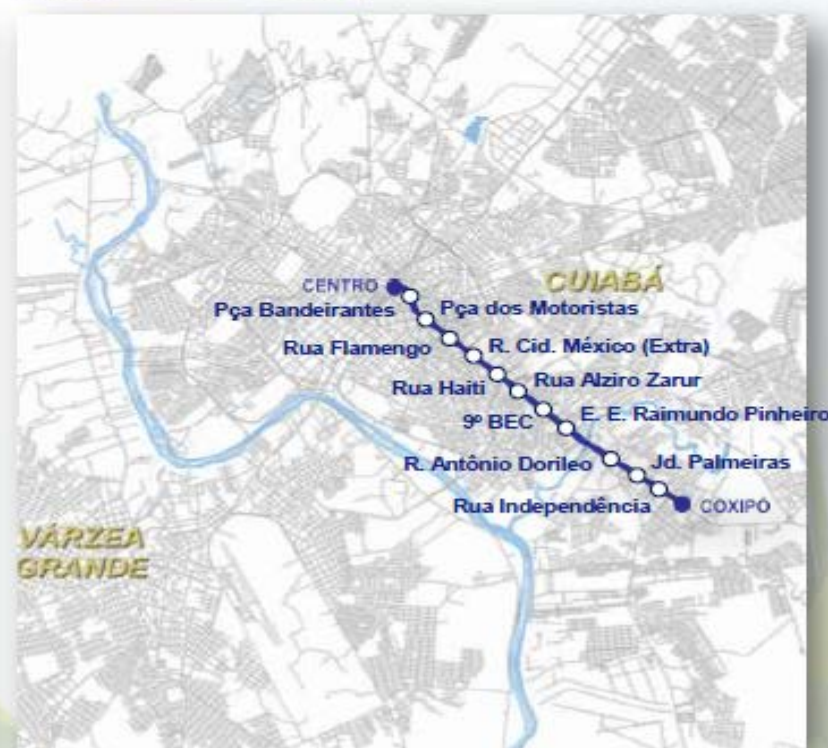 CENTRO
CUIABÁ
Pça Bandeirantes
Pça dos Motoristas
Rua Flamengo
R. Cid. México (Extra)
Rua Haiti
Rua Alziro Zarur
9º BEC
E. E. Raimundo Pinheiro
R. Antônio Dorileo
Jd. Palmeiras
Rua Independência
COXIPÓ
VÁRZEA
GRANDE